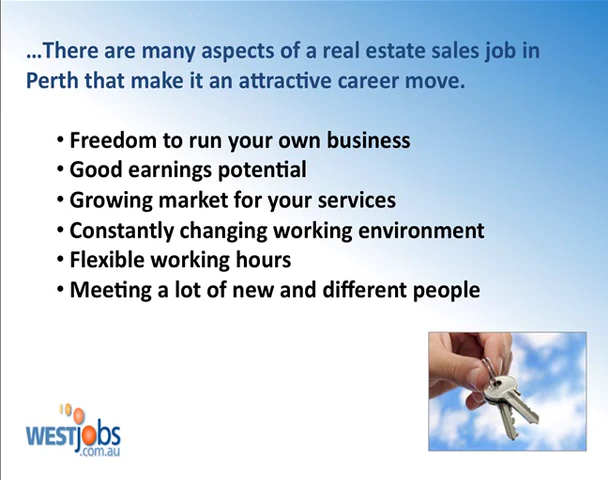 ...There are many aspects of a real estate sales job in
Perth that make it an attractive career move.
• Freedom to run your own business
• Good earnings potential
• Growing market for your services
• Constantly changing working environment
• Flexible working hours
• Meeting a lot of new and different people
WESTjobs
.com.au